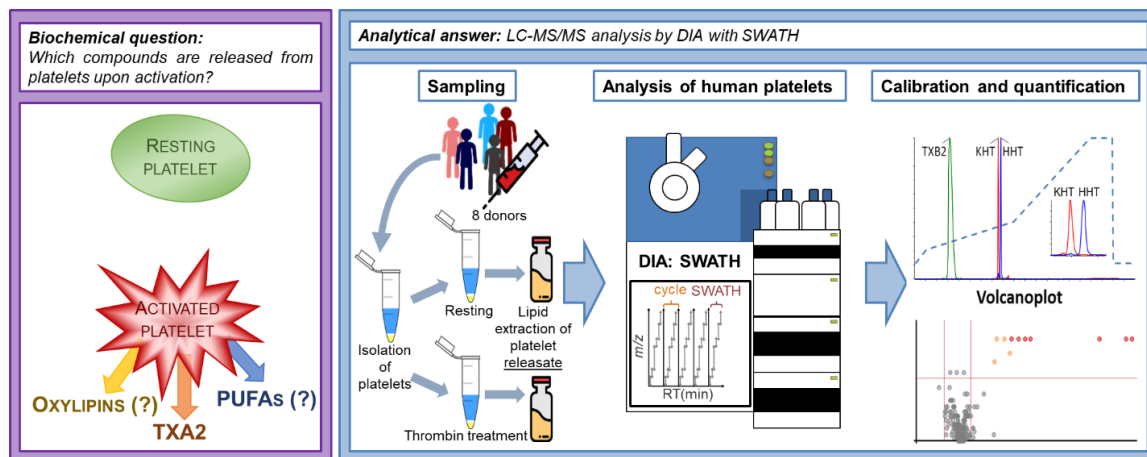 Biochemical question:
Which compounds are released from
platelets upon activation?
RESTING
PLATELET
ACTIVATED
PLATELET
OXYLIPINS (?)
TXA2
PUFAS (?)
Analytical answer: LC-MS/MS analysis by DIA with SWATH
Sampling
8 donors
Isolation
of
platelets
Resting
Lipid
extraction of
platelet
releasate
Thrombin treatment
Analysis of human platelets
DIA: SWATH
cycle SWATH
m/z
RT(min)
Calibration and quantification
TXB2
KHT
HHT
KHT
HHT
Volcanoplot